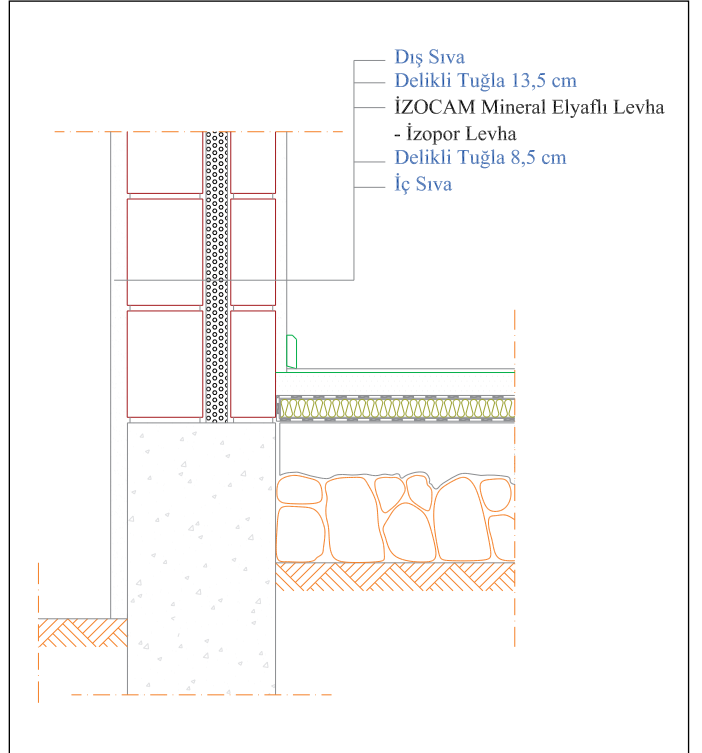 Dış Sıva
Delikli Tuğla 13,5 cm
İZOCAM Mineral Elyaflı Levha
- İzopor Levha
Delikli Tuğla 8,5 cm
İç Sıva